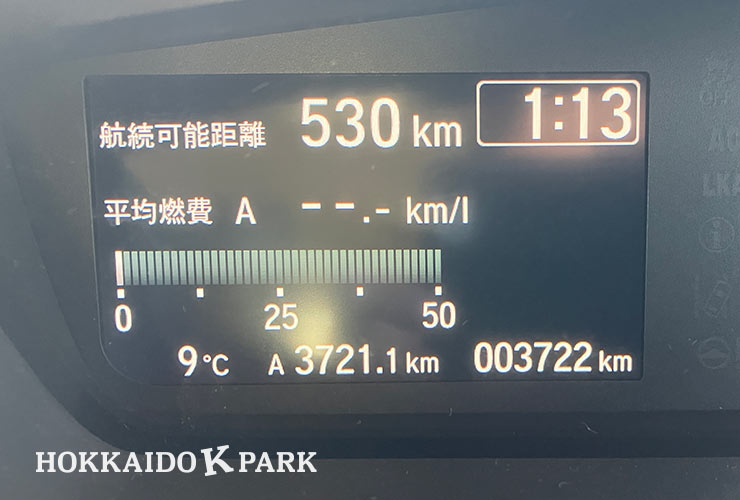 航続可能距離 530 km 1:13
平均燃費 A --.- km/l
0 25 50
9℃ A 3721.1 km 003722 km
HOKKAIDO K PARK